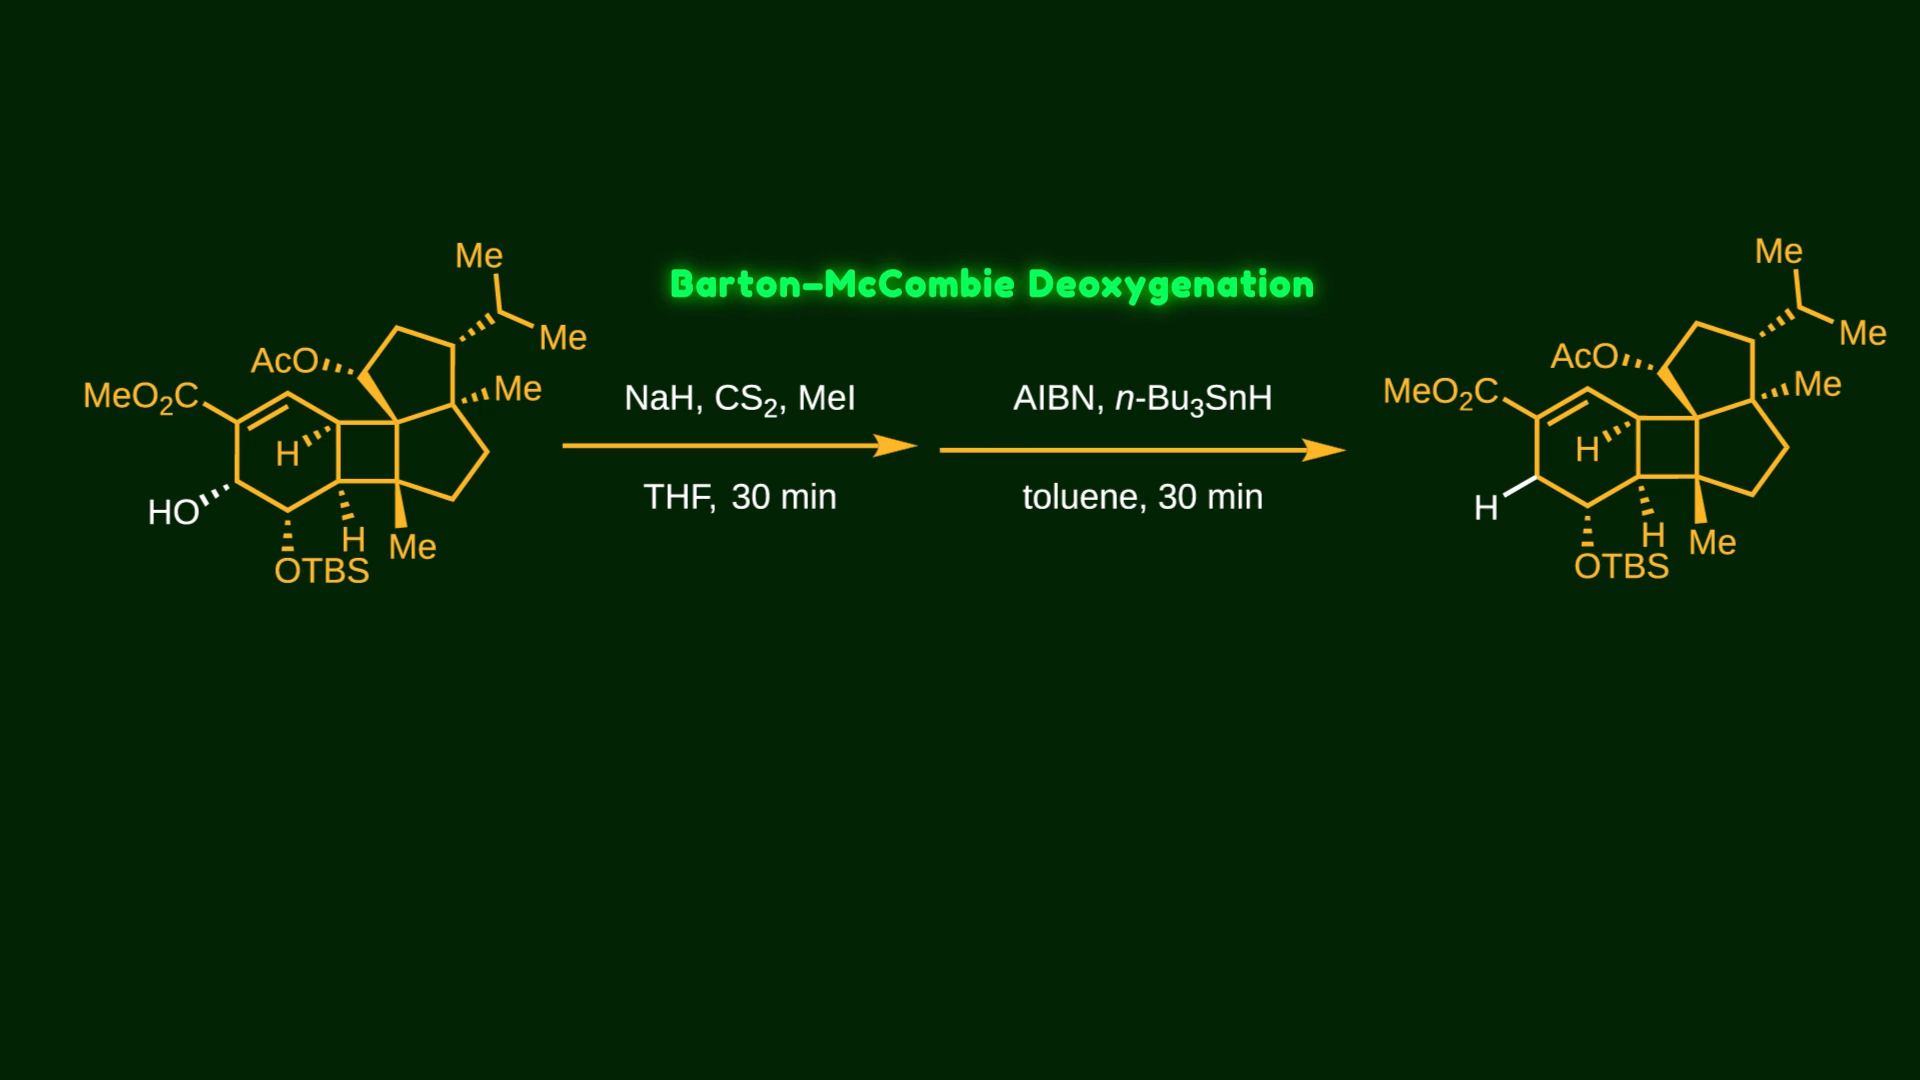 Barton–McCombie Deoxygenation
Me
Me
AcO
Me
MeO₂C
H
HO
H
Me
OTBS
NaH, CS₂, MeI
THF, 30 min
AIBN, n-Bu₃SnH
toluene, 30 min
Me
Me
AcO
Me
MeO₂C
H
H
H
Me
OTBS